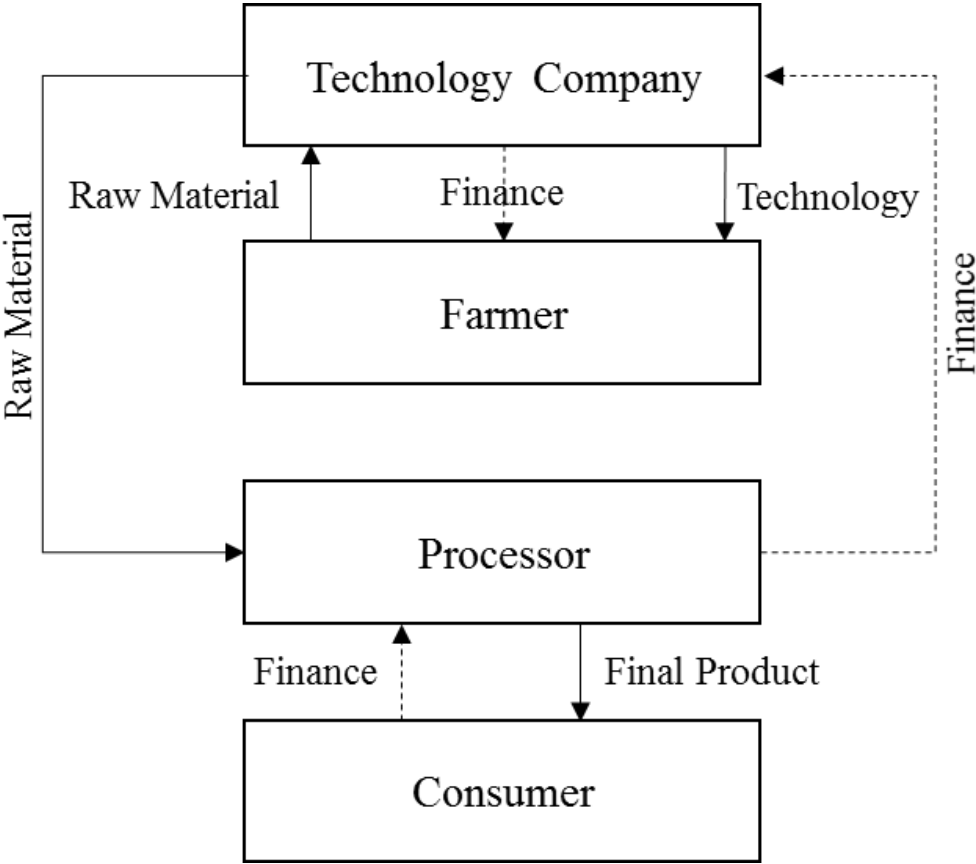 Technology Company
Raw Material
Finance
Technology
Raw Material
Farmer
Finance
Processor
Finance
Final Product
Consumer